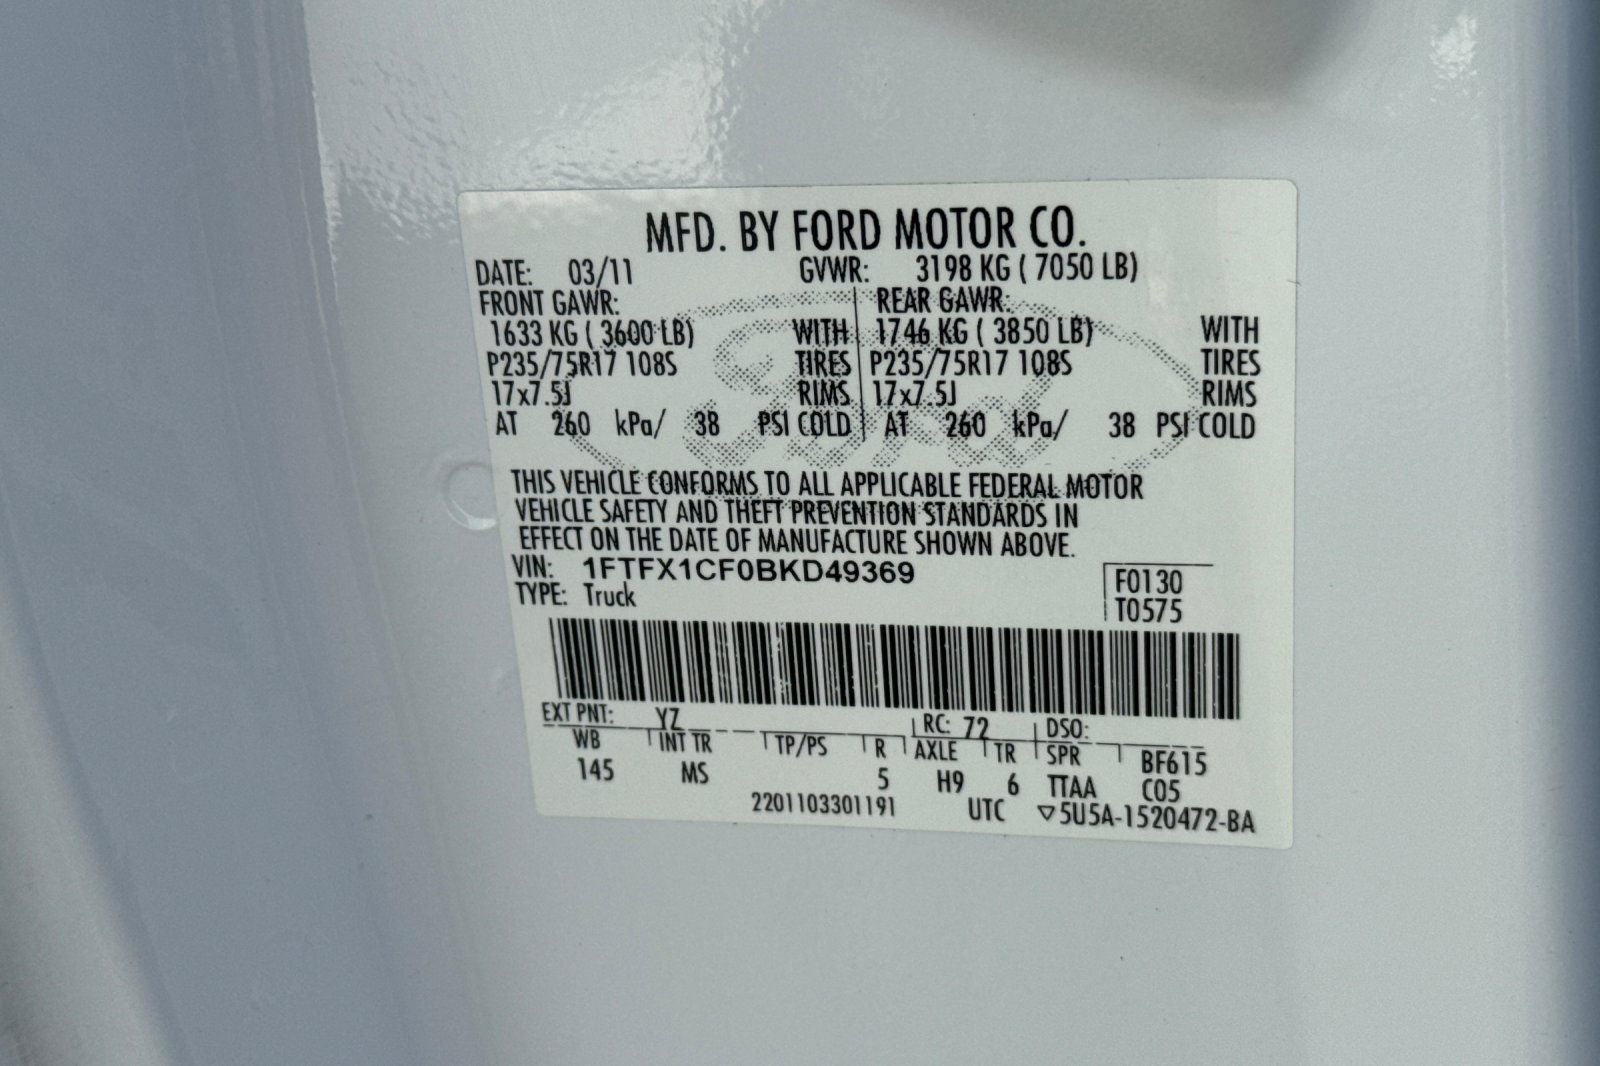 MFD. BY FORD MOTOR CO.
DATE: 03/11 GVWR: 3198 KG ( 7050 LB)
FRONT GAWR: REAR GAWR:
1633 KG ( 3600 LB) WITH 1746 KG ( 3850 LB) WITH
P235/75R17 108S TIRES P235/75R17 108S TIRES
17x7.5J RIMS 17x7.5J RIMS
AT 260 kPa/ 38 PSI COLD AT 260 kPa/ 38 PSI COLD
Ford
THIS VEHICLE CONFORMS TO ALL APPLICABLE FEDERAL MOTOR
VEHICLE SAFETY AND THEFT PREVENTION STANDARDS IN
EFFECT ON THE DATE OF MANUFACTURE SHOWN ABOVE.
VIN: 1FTFX1CF0BKD49369
TYPE: Truck
F0130
T0575
EXT PNT: YZ RC: 72 DSO:
WB INT TR TP/PS R AXLE TR SPR BF615
145 MS 5 H9 6 TTAA C05
2201103301191 UTC ▽5U5A-1520472-BA